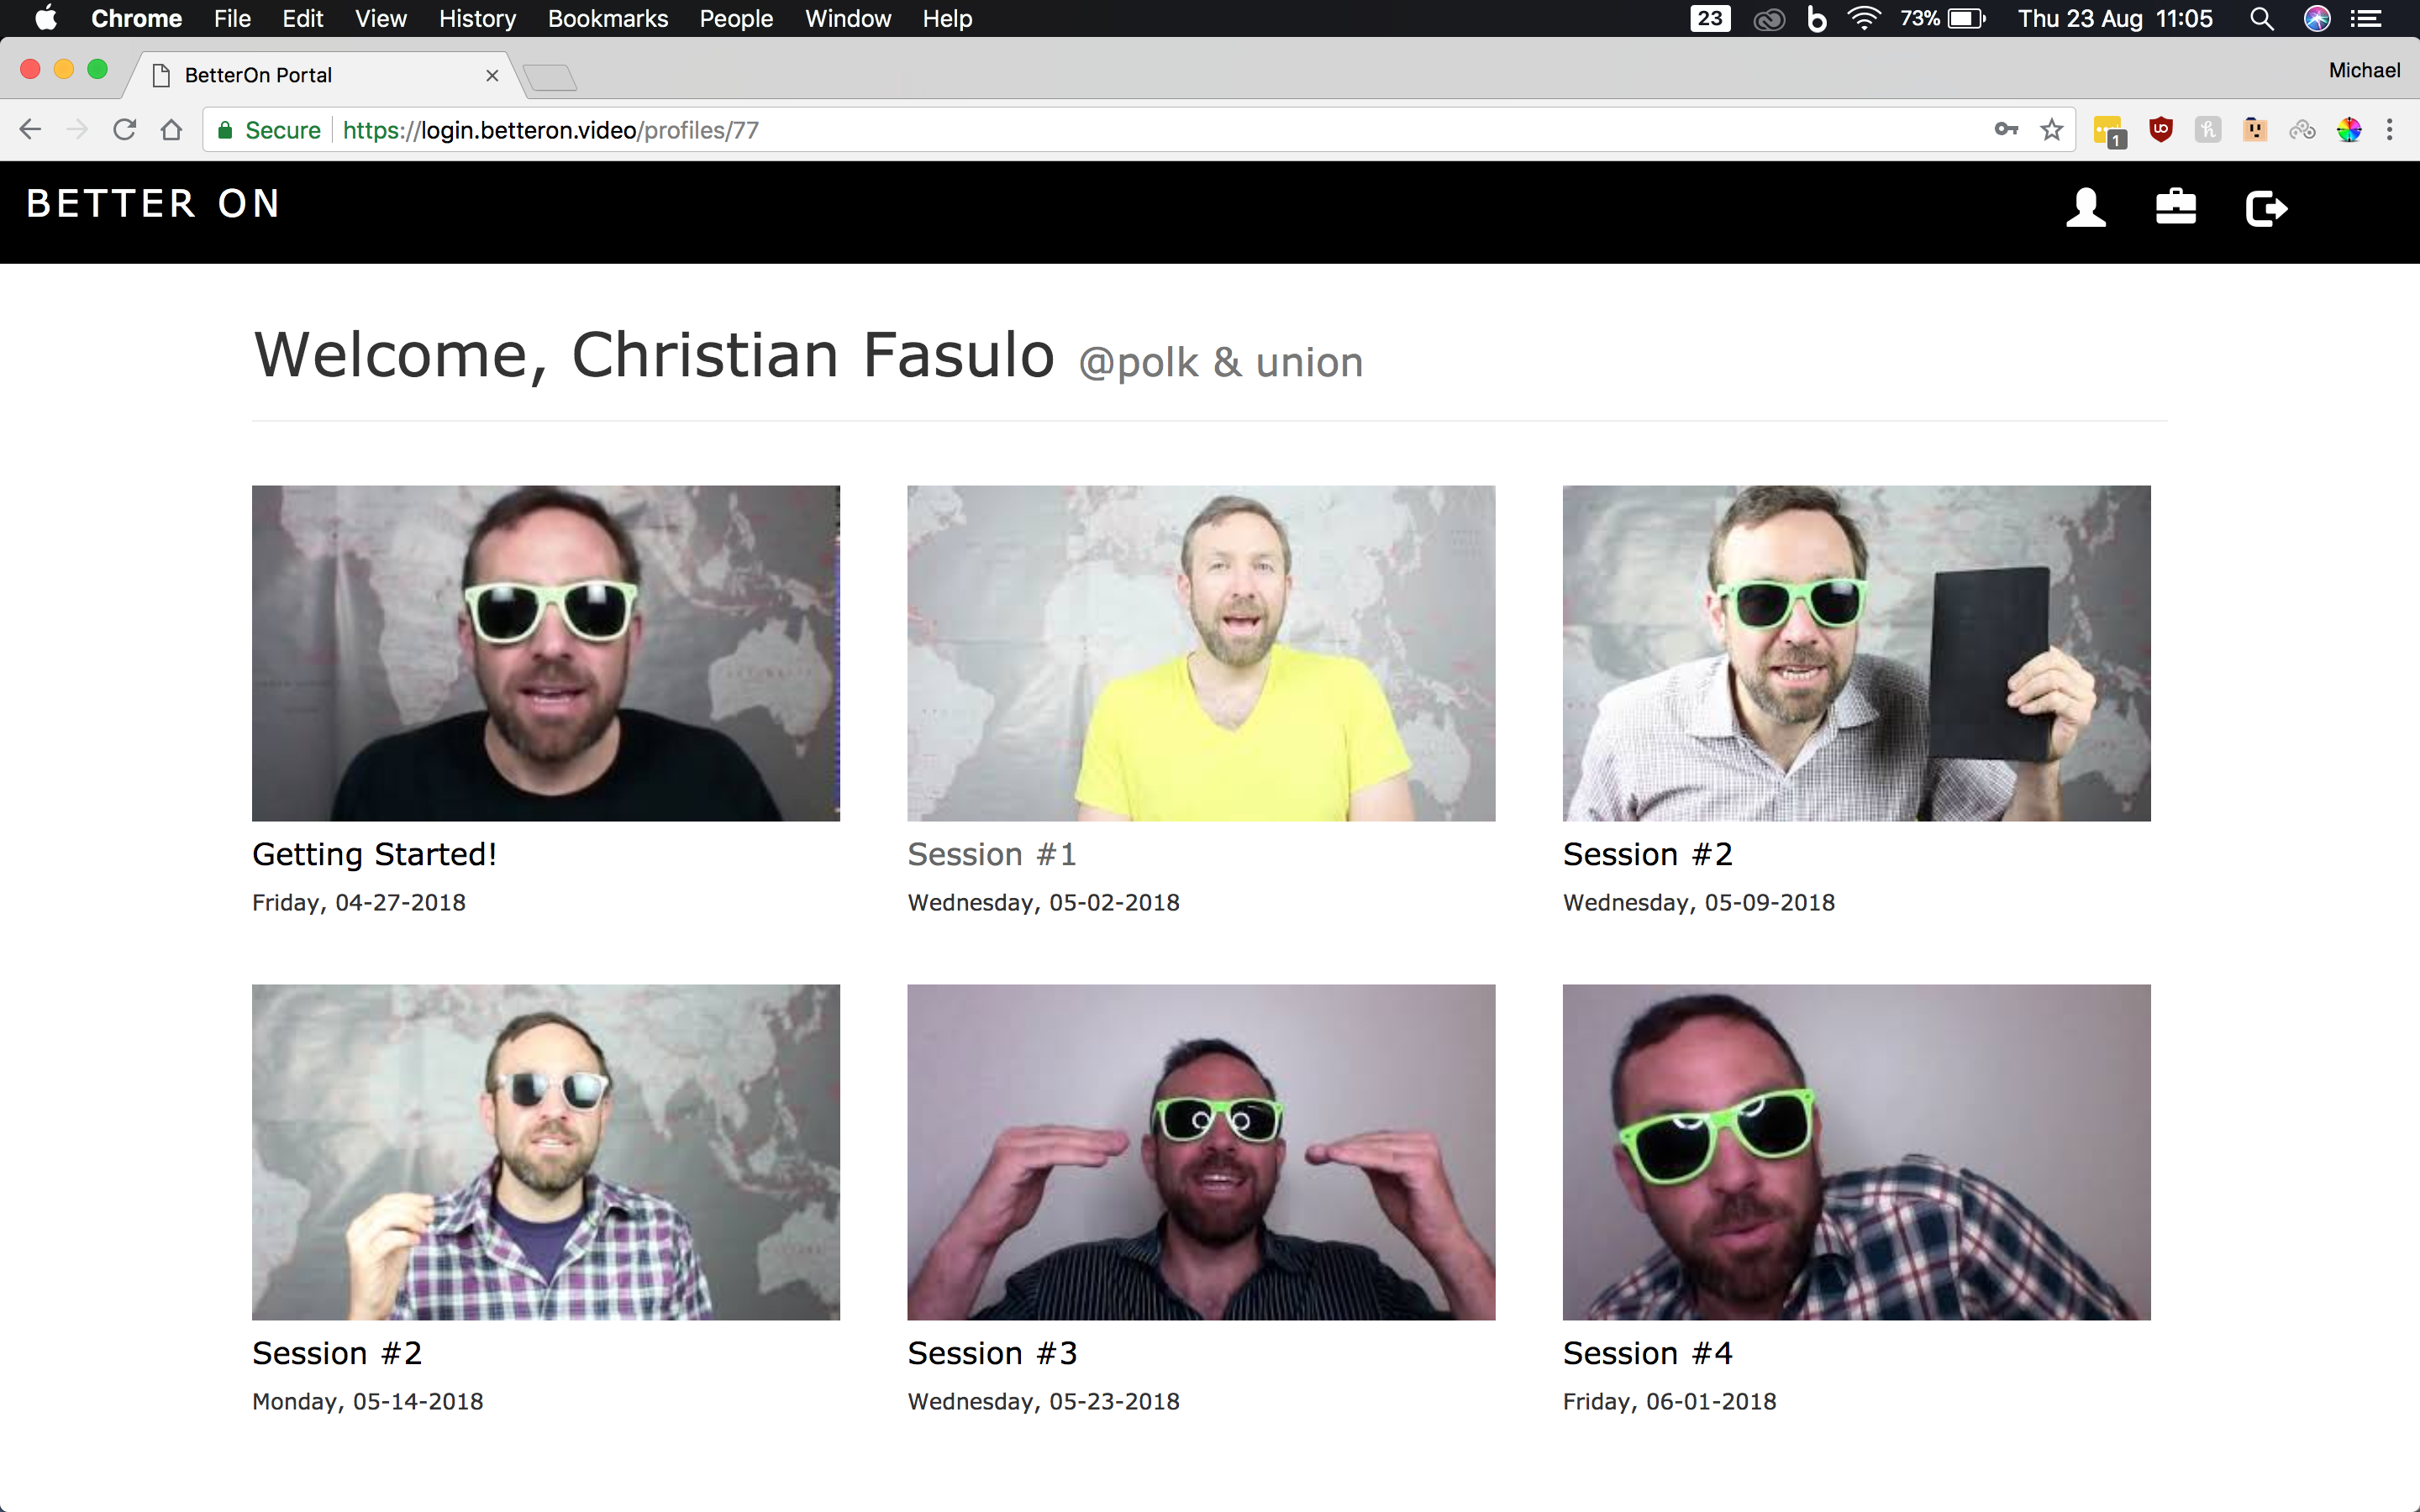 Chrome File Edit View History Bookmarks People Window Help 23 73% Thu 23 Aug 11:05
BetterOn Portal Michael
Secure https://login.betteron.video/profiles/77 1
BETTER ON
Welcome, Christian Fasulo @polk & union
Getting Started! Session #1 Session #2
Friday, 04-27-2018 Wednesday, 05-02-2018 Wednesday, 05-09-2018
Session #2 Session #3 Session #4
Monday, 05-14-2018 Wednesday, 05-23-2018 Friday, 06-01-2018